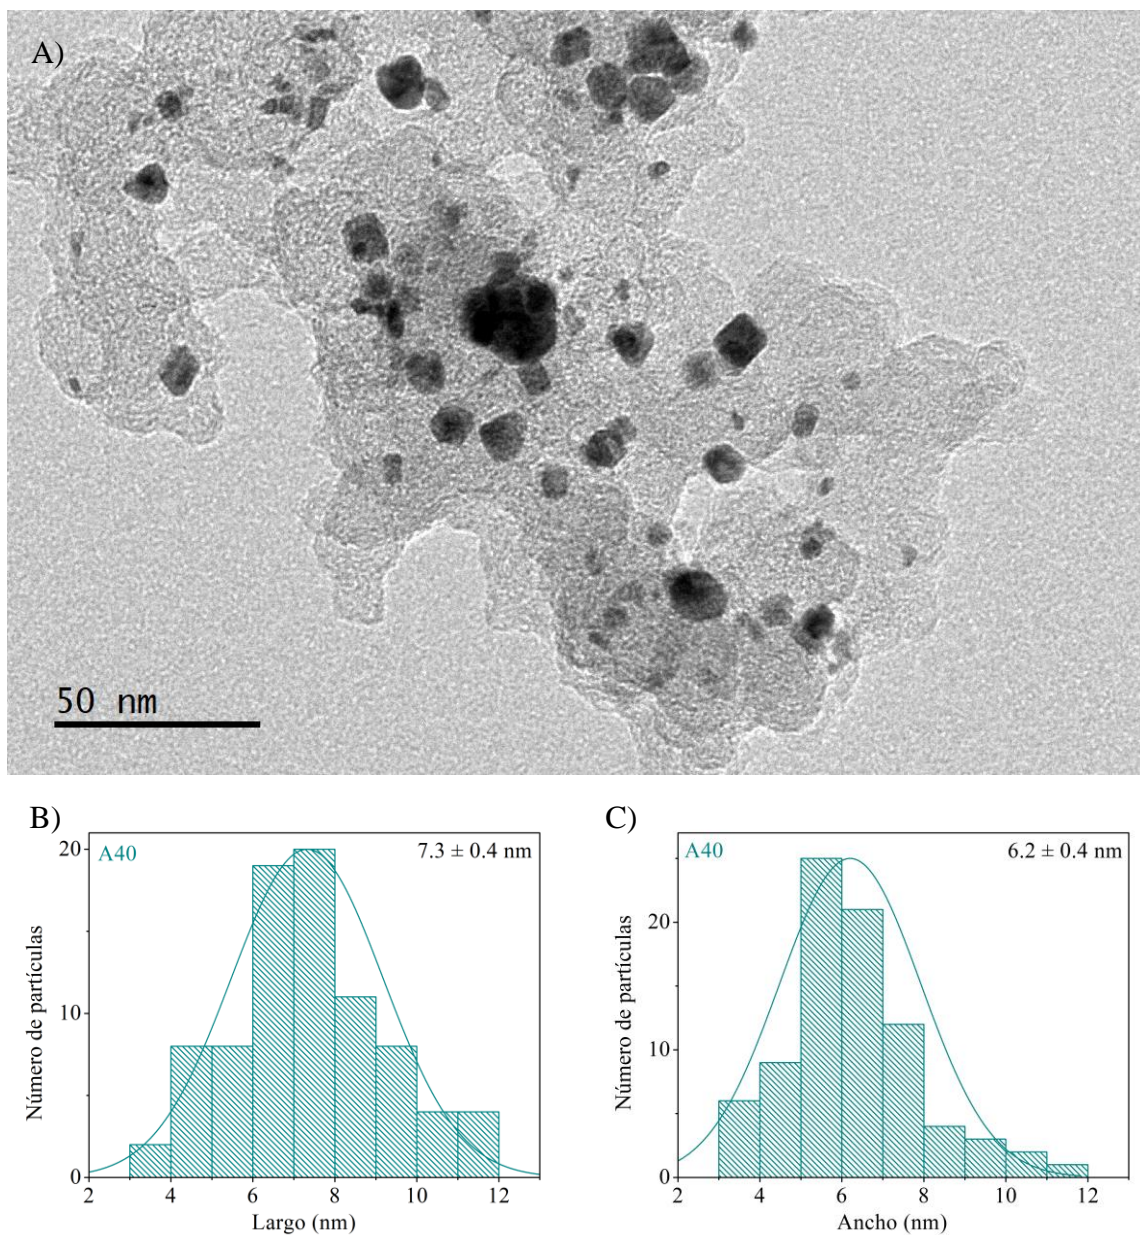 A)
50 nm
B)
C)
A40
7.3 ± 0.4 nm
20
10
0
Número de partículas
2 4 6 8 10 12
Largo (nm)
A40
6.2 ± 0.4 nm
20
10
0
Número de partículas
2 4 6 8 10 12
Ancho (nm)